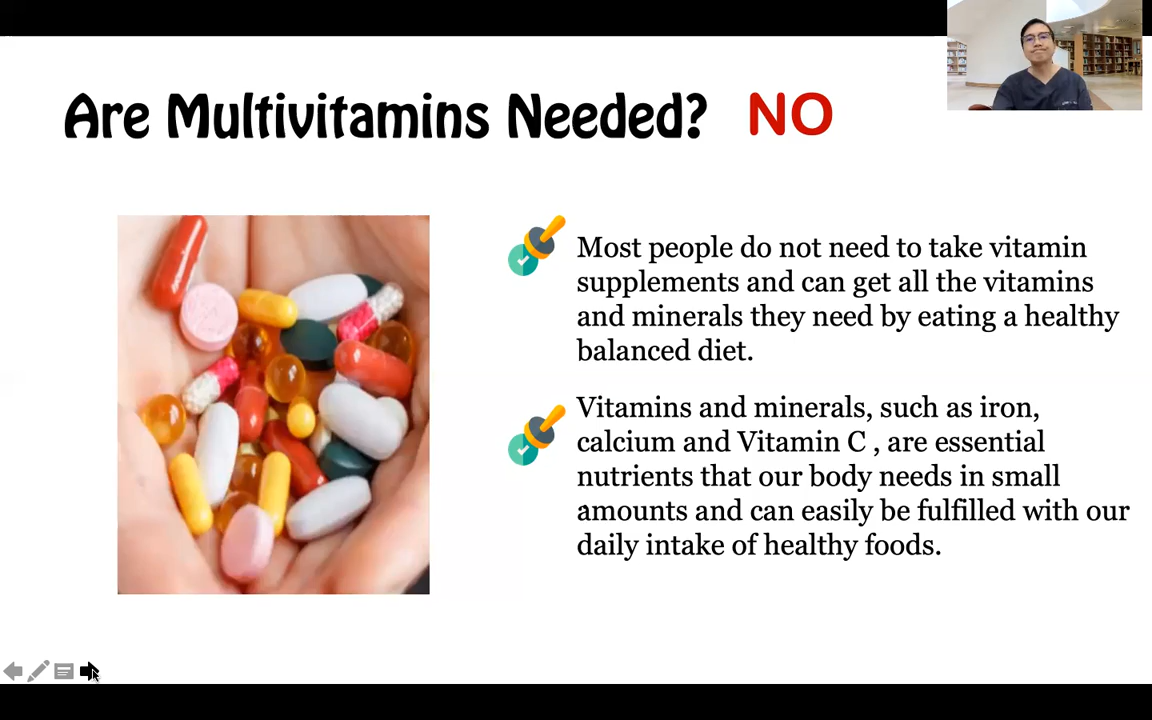 Are Multivitamins Needed? NO
Most people do not need to take vitamin
supplements and can get all the vitamins
and minerals they need by eating a healthy
balanced diet.
Vitamins and minerals, such as iron,
calcium and Vitamin C , are essential
nutrients that our body needs in small
amounts and can easily be fulfilled with our
daily intake of healthy foods.